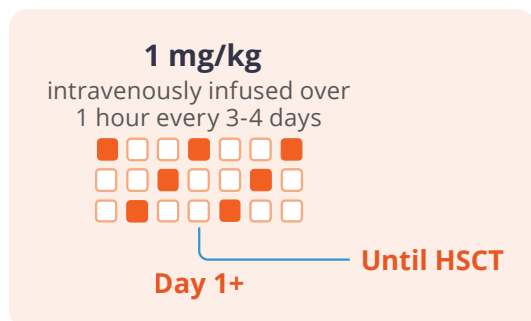 1 mg/kg
intravenously infused over
1 hour every 3-4 days
Until HSCT
Day 1+